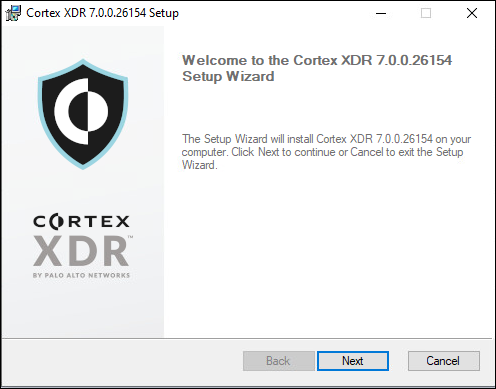 Cortex XDR 7.0.0.26154 Setup
Welcome to the Cortex XDR 7.0.0.26154
Setup Wizard
The Setup Wizard will install Cortex XDR 7.0.0.26154 on your
computer. Click Next to continue or Cancel to exit the Setup
Wizard.
CORTEX
XDR™
BY PALO ALTO NETWORKS
Back
Next
Cancel